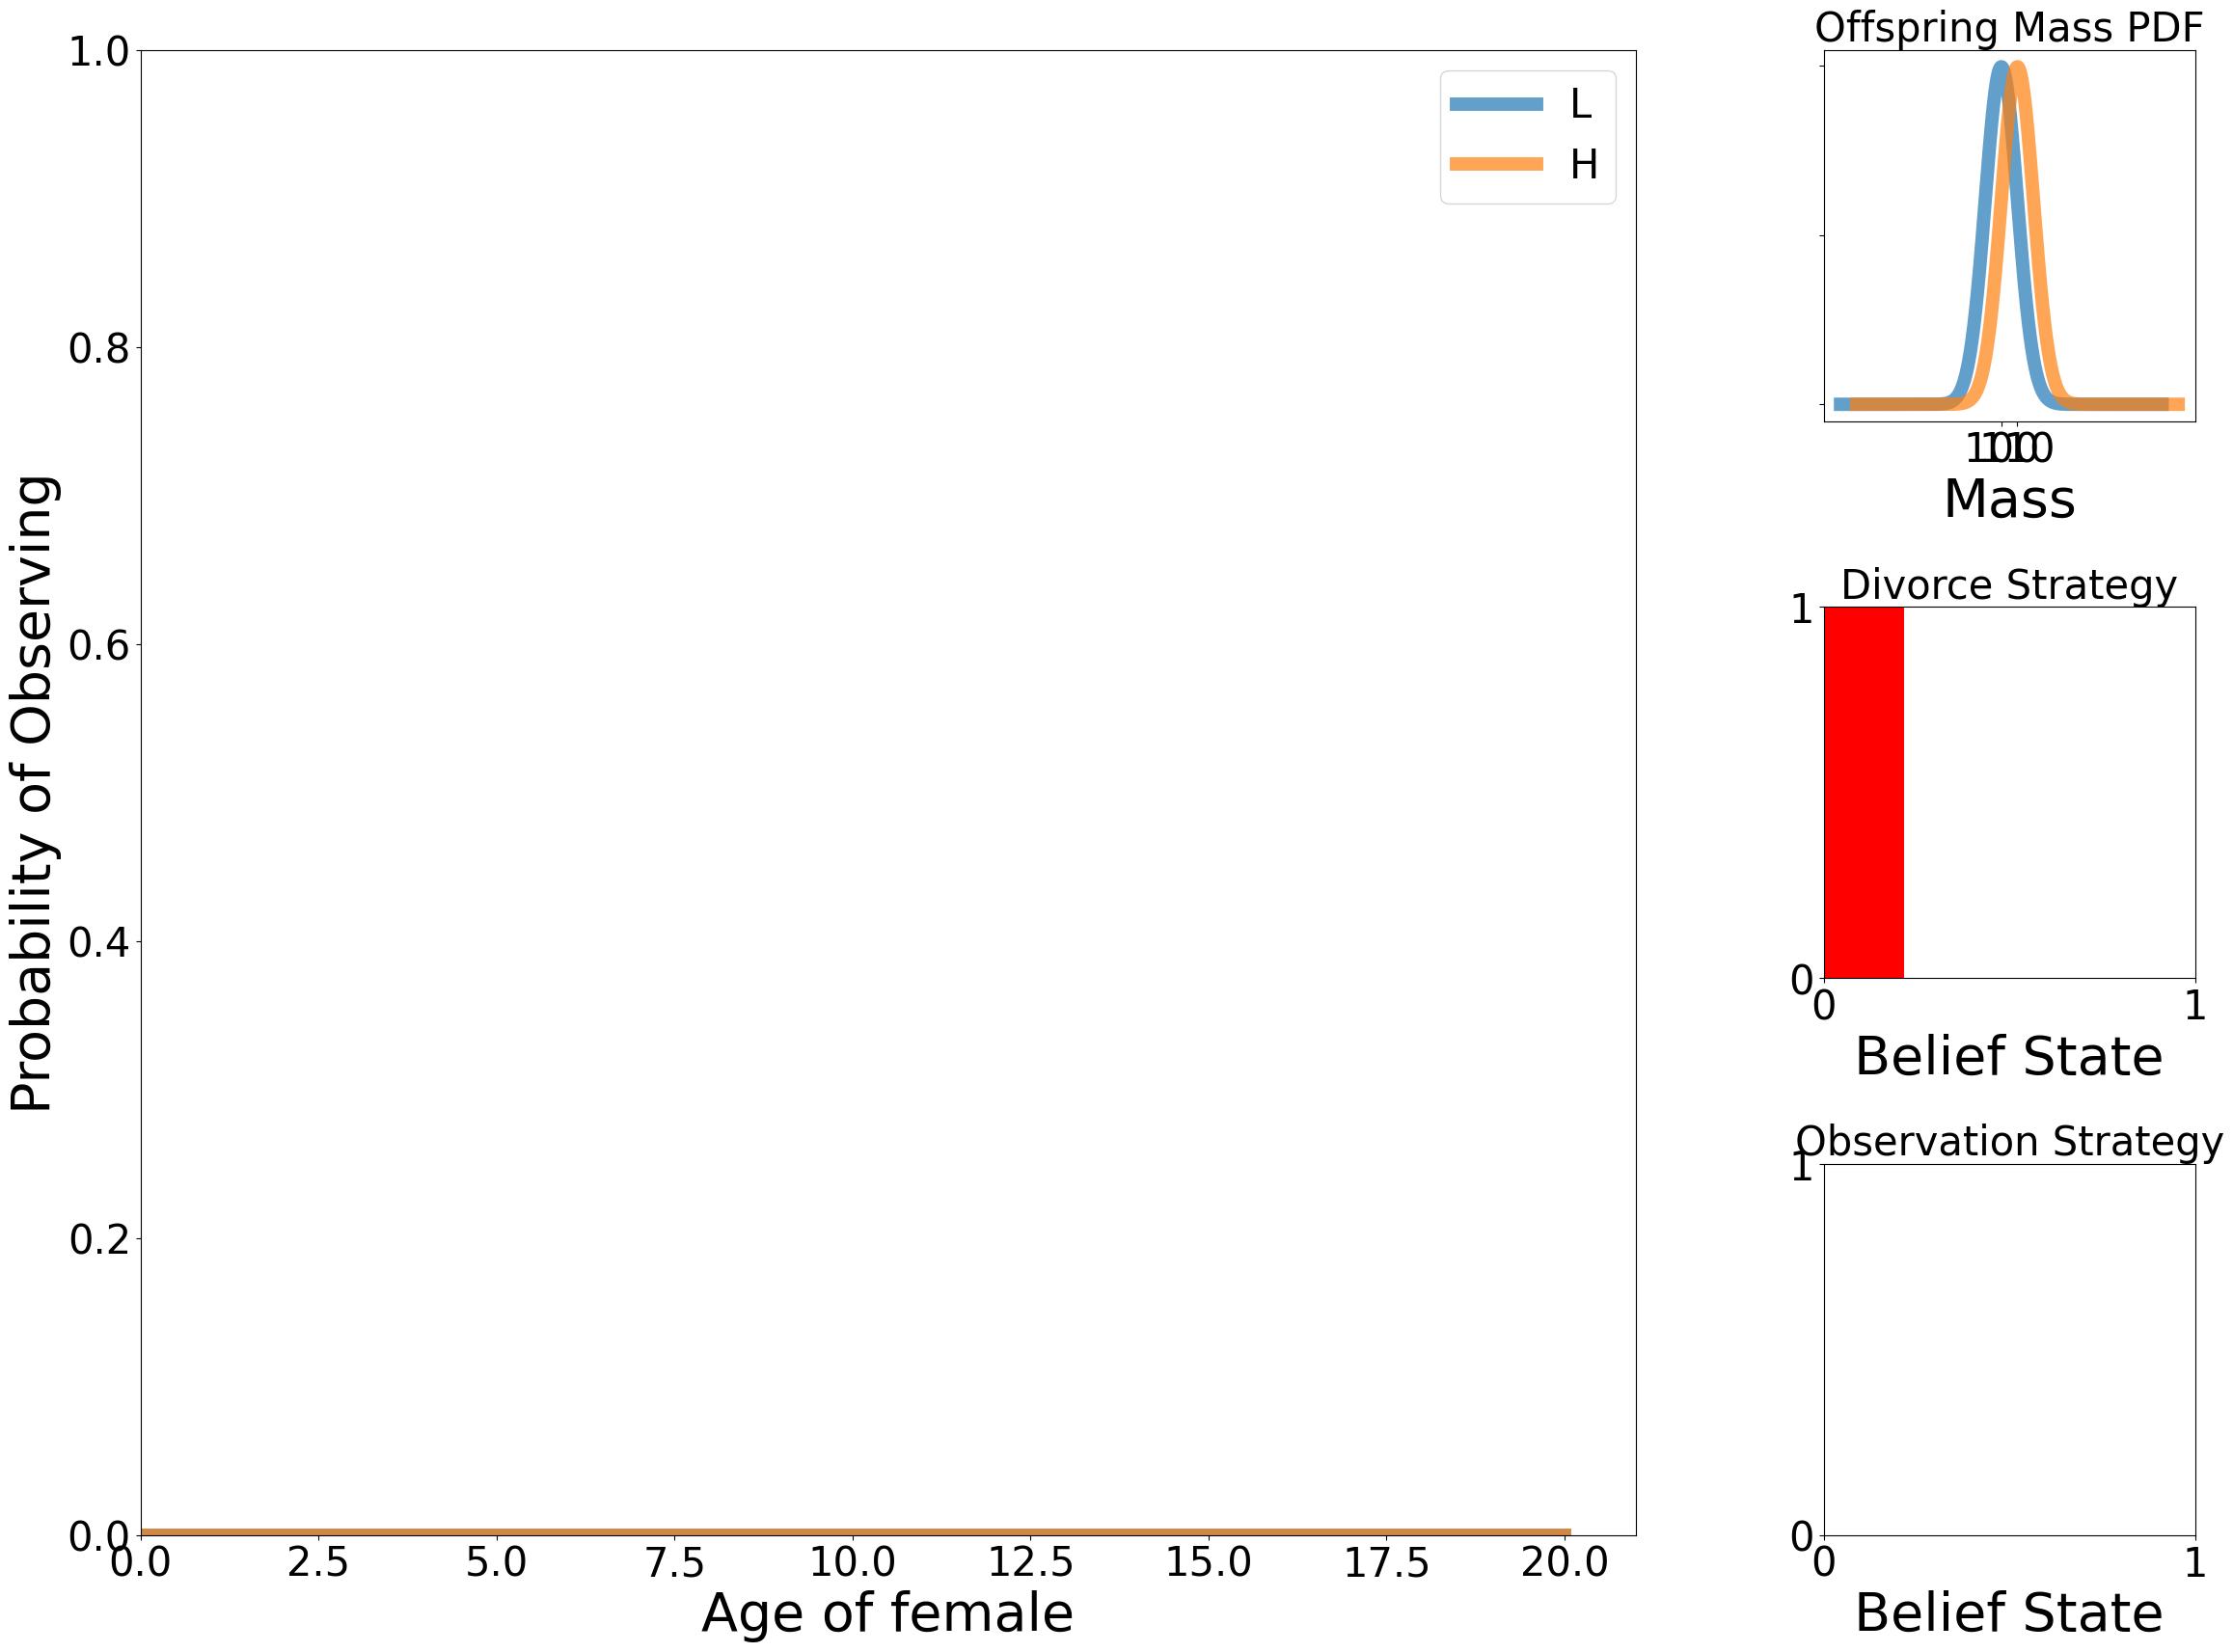 Probability of Observing
1.0
0.8
0.6
0.4
0.2
0.0
0.0 2.5 5.0 7.5 10.0 12.5 15.0 17.5 20.0
Age of female
L
H
Offspring Mass PDF
100 110
Mass
Divorce Strategy
1
0
0 1
Belief State
Observation Strategy
1
0
0 1
Belief State